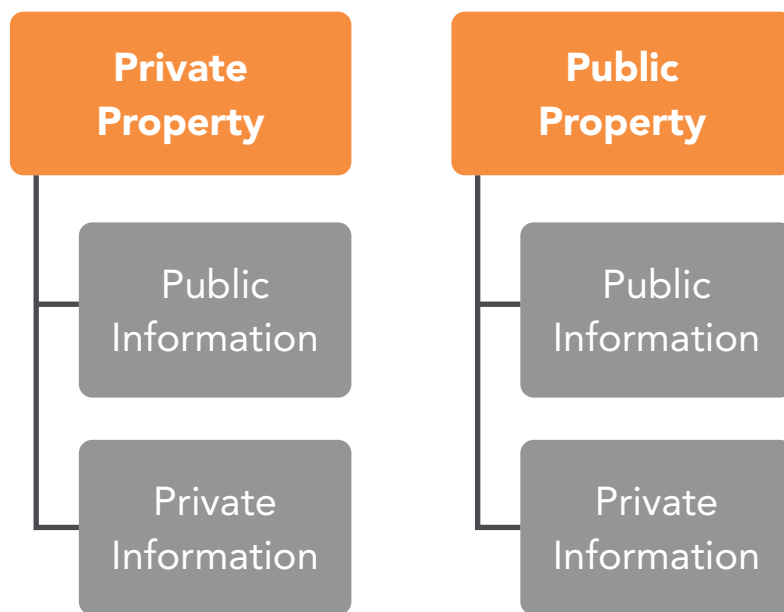 Private
Property
Public
Information
Private
Information
Public
Property
Public
Information
Private
Information